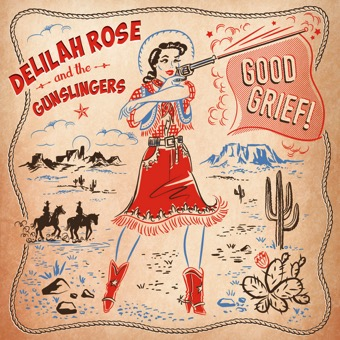 DELILAH ROSE
and the
GUNSLINGERS
GOOD
GRIEF!